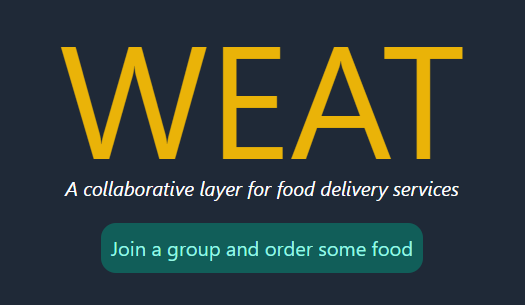 WEAT
A collaborative layer for food delivery services
Join a group and order some food